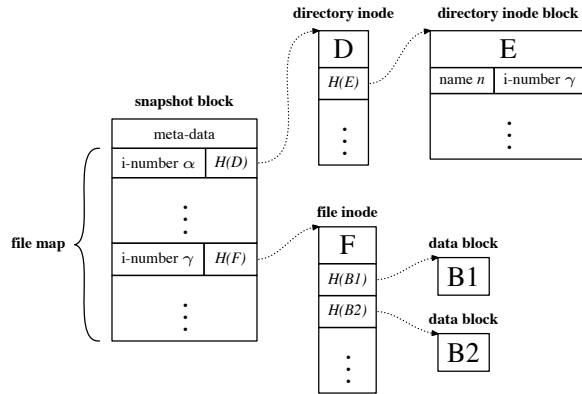 directory inode
directory inode block
D
E
H(E)
name n
i-number γ
snapshot block
meta-data
i-number α
H(D)
file map
i-number γ
H(F)
file inode
F
H(B1)
H(B2)
data block
B1
data block
B2